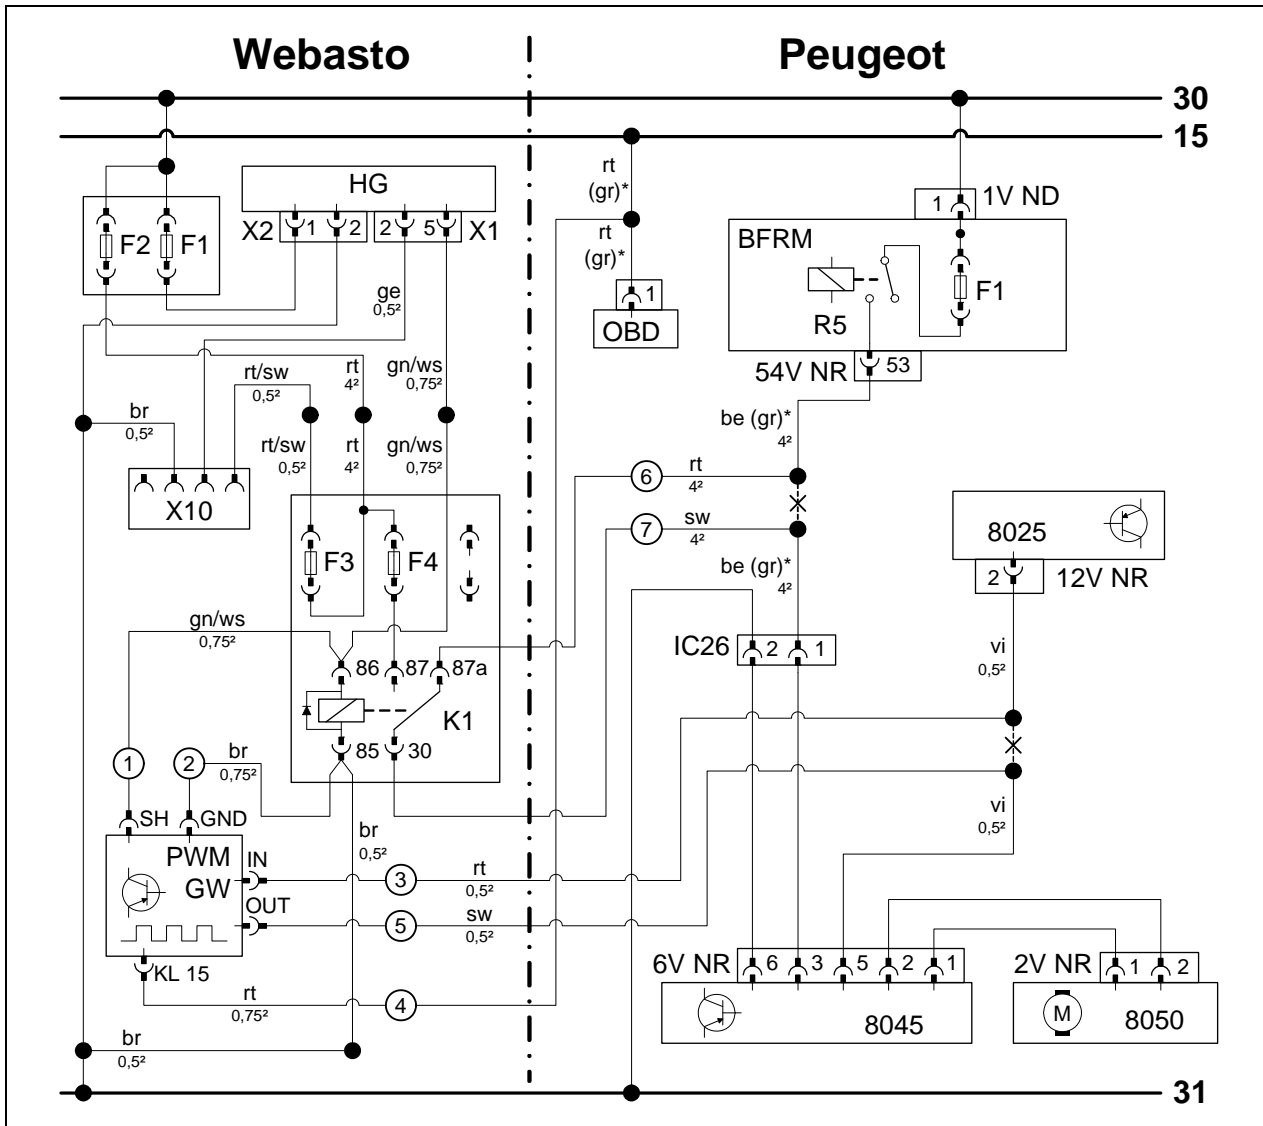 Webasto
Peugeot
30
15
HG
X2 1 2 2 5 X1
F2 F1
rt
(gr)*
rt
(gr)*
1
OBD
1 1V ND
BFRM
F1
R5
54V NR 53
ge
0,5²
rt/sw
0,5²
rt
4²
gn/ws
0,75²
br
0,5²
rt/sw
0,5²
rt
4²
gn/ws
0,75²
X10
be (gr)*
4²
6 rt
4²
7 sw
4²
be (gr)*
4²
8025
2 12V NR
F3 F4
gn/ws
0,75²
86 87 87a
IC26 2 1
vi
0,5²
K1
85 30
1 2 br
0,75²
SH GND
PWM
GW
IN
OUT
KL 15
br
0,5²
3 rt
0,5²
5 sw
0,5²
vi
0,5²
rt
0,75²
4
6V NR 6 3 5 2 1
8045
2V NR 1 2
M 8050
br
0,5²
31